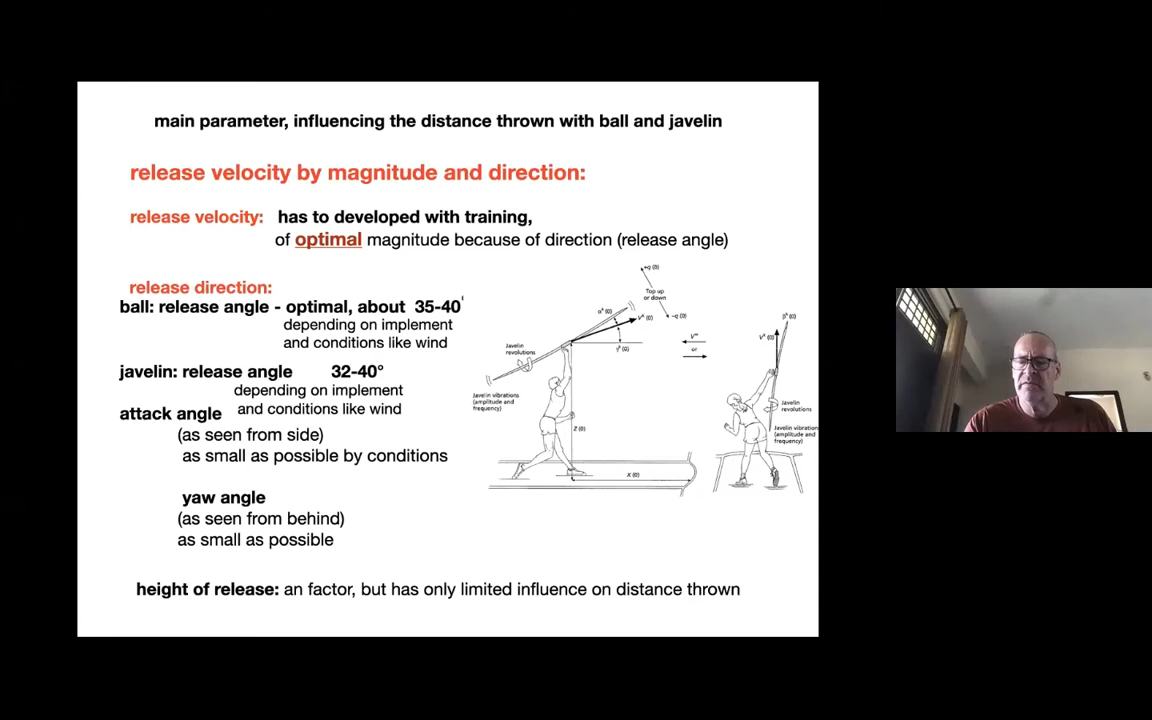 main parameter, influencing the distance thrown with ball and javelin
release velocity by magnitude and direction:
release velocity: has to developed with training,
of optimal magnitude because of direction (release angle)
release direction:
ball: release angle - optimal, about 35-40
depending on implement
and conditions like wind
javelin: release angle 32-40°
depending on implement
and conditions like wind
attack angle
(as seen from side)
as small as possible by conditions
yaw angle
(as seen from behind)
as small as possible
Top up
or down
or
Javelin
revolutions
Javelin vibrations
(amplitude and
frequency)
Z (0)
X (0)
Javelin
revolutions
Javelin vibration
(amplitude and
frequency)
height of release: an factor, but has only limited influence on distance thrown